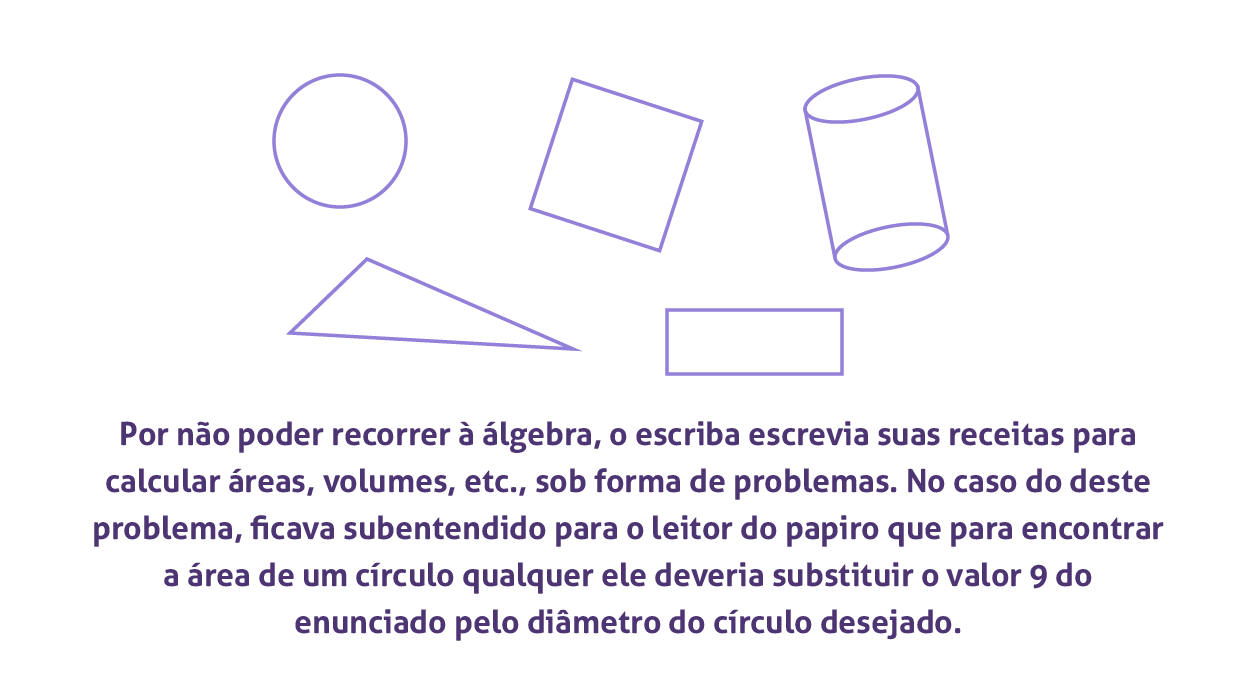 Por não poder recorrer à álgebra, o escriba escrevia suas receitas para
calcular áreas, volumes, etc., sob forma de problemas. No caso do deste
problema, ficava subentendido para o leitor do papiro que para encontrar
a área de um círculo qualquer ele deveria substituir o valor 9 do
enunciado pelo diâmetro do círculo desejado.